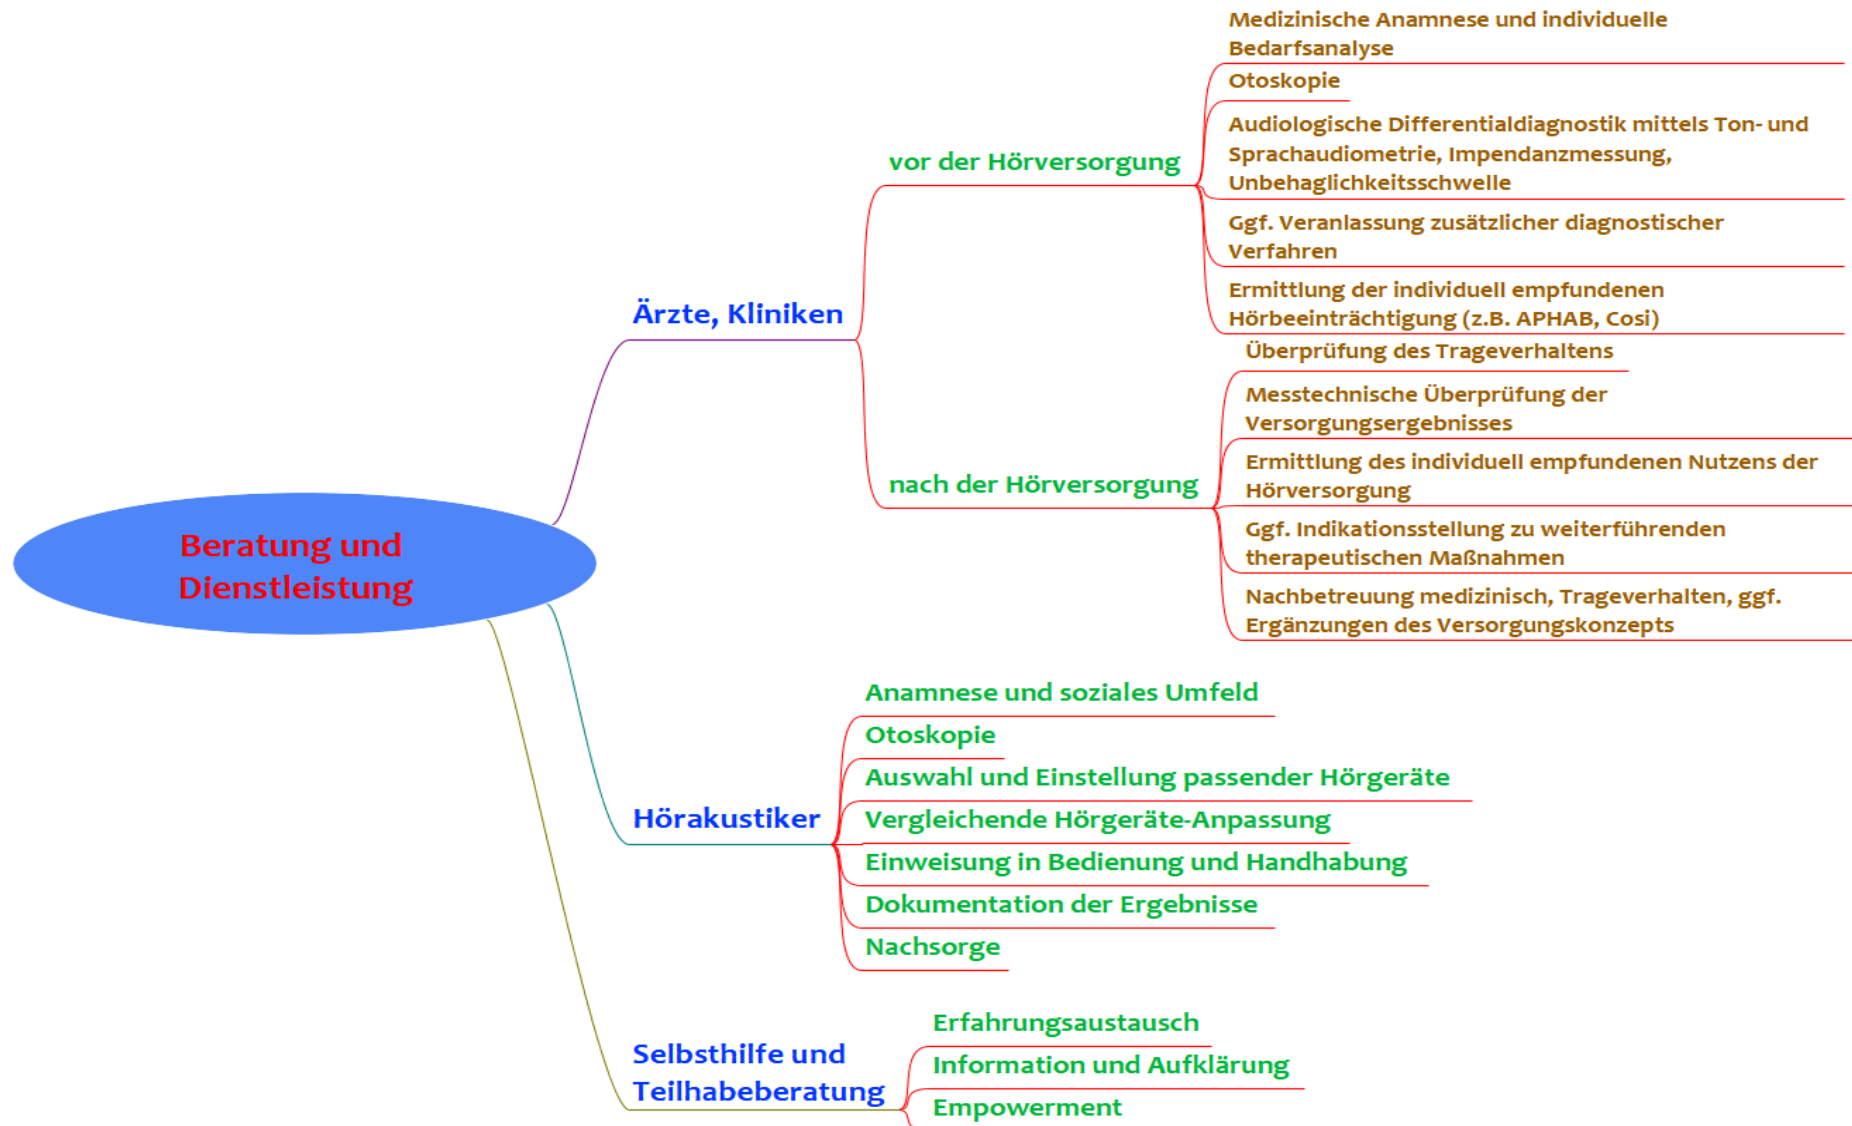 Beratung und
Dienstleistung
Ärzte, Kliniken
vor der Hörversorgung
Medizinische Anamnese und individuelle
Bedarfsanalyse
Otoskopie
Audiologische Differentialdiagnostik mittels Ton- und
Sprachaudiometrie, Impendanzmessung,
Unbehaglichkeitsschwelle
Ggf. Veranlassung zusätzlicher diagnostischer
Verfahren
Ermittlung der individuell empfundenen
Hörbeeinträchtigung (z.B. APHAB, Cosi)
nach der Hörversorgung
Überprüfung des Trageverhaltens
Messtechnische Überprüfung der
Versorgungsergebnisses
Ermittlung des individuell empfundenen Nutzens der
Hörversorgung
Ggf. Indikationsstellung zu weiterführenden
therapeutischen Maßnahmen
Nachbetreuung medizinisch, Trageverhalten, ggf.
Ergänzungen des Versorgungskonzepts
Hörakustiker
Anamnese und soziales Umfeld
Otoskopie
Auswahl und Einstellung passender Hörgeräte
Vergleichende Hörgeräte-Anpassung
Einweisung in Bedienung und Handhabung
Dokumentation der Ergebnisse
Nachsorge
Selbsthilfe und
Teilhabeberatung
Erfahrungsaustausch
Information und Aufklärung
Empowerment